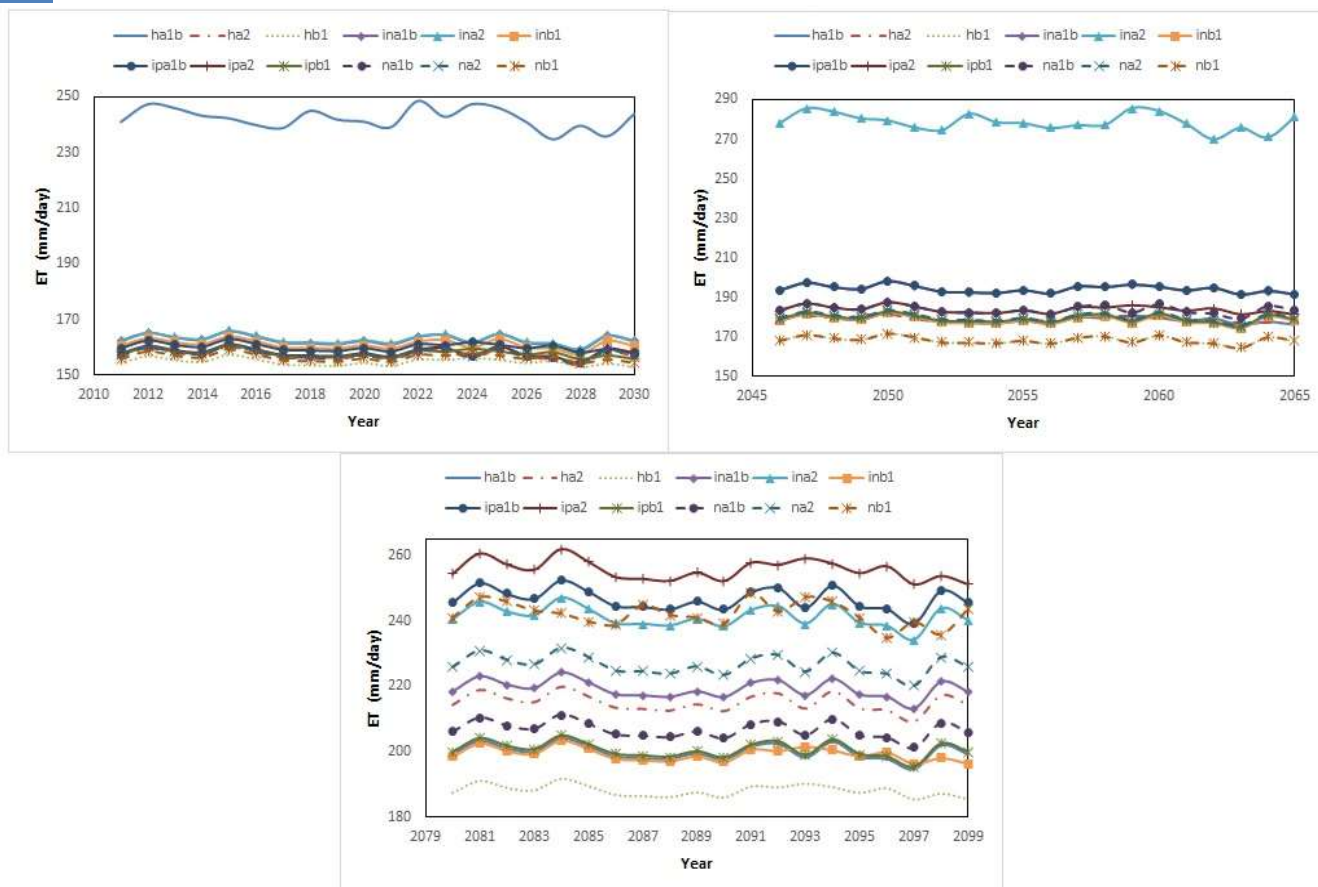 ha1b ha2 hb1 ina1b ina2 inb1
ipa1b ipa2 ipb1 na1b na2 nb1
250
230
210
190
170
150
ET (mm/day)
2010 2012 2014 2016 2018 2020 2022 2024 2026 2028 2030
Year
ha1b ha2 hb1 ina1b ina2 inb1
ipa1b ipa2 ipb1 na1b na2 nb1
290
270
250
230
210
190
170
150
ET (mm/day)
2045 2050 2055 2060 2065
Year
ha1b ha2 hb1 ina1b ina2 inb1
ipa1b ipa2 ipb1 na1b na2 nb1
260
240
220
200
180
ET (mm/day)
2079 2081 2083 2085 2087 2089 2091 2093 2095 2097 2099
Year